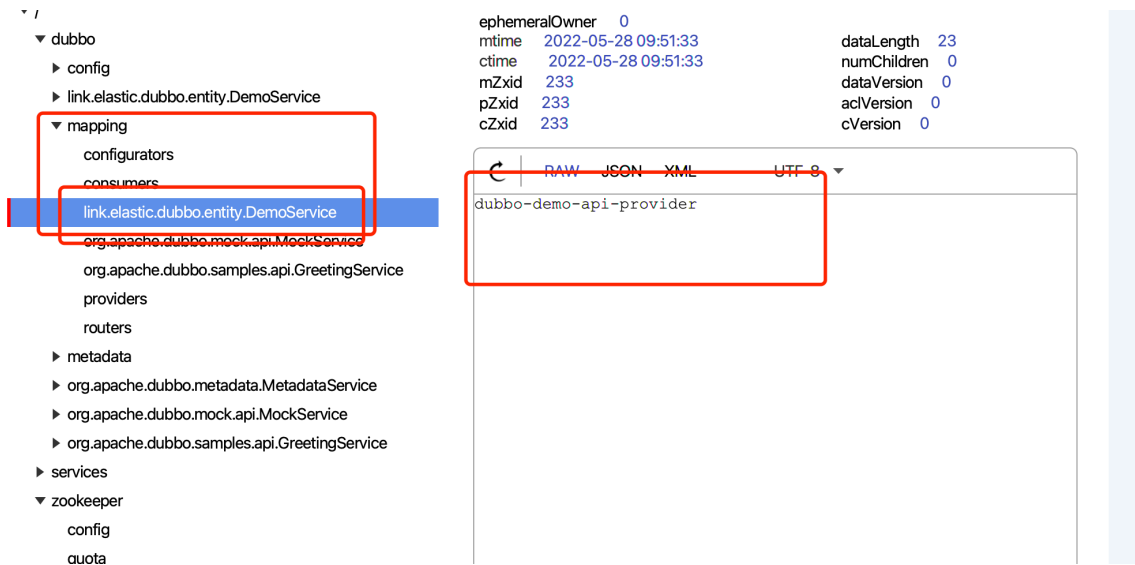 /
dubbo
config
link.elastic.dubbo.entity.DemoService
mapping
configurators
consumers
link.elastic.dubbo.entity.DemoService
org.apache.dubbo.mock.api.MockService
org.apache.dubbo.samples.api.GreetingService
providers
routers
metadata
org.apache.dubbo.metadata.MetadataService
org.apache.dubbo.mock.api.MockService
org.apache.dubbo.samples.api.GreetingService
services
zookeeper
config
quota
ephemeralOwner 0
mtime 2022-05-28 09:51:33
ctime 2022-05-28 09:51:33
mZxid 233
pZxid 233
cZxid 233
dataLength 23
numChildren 0
dataVersion 0
aclVersion 0
cVersion 0
RAW JSON XML UTF-8
dubbo-demo-api-provider